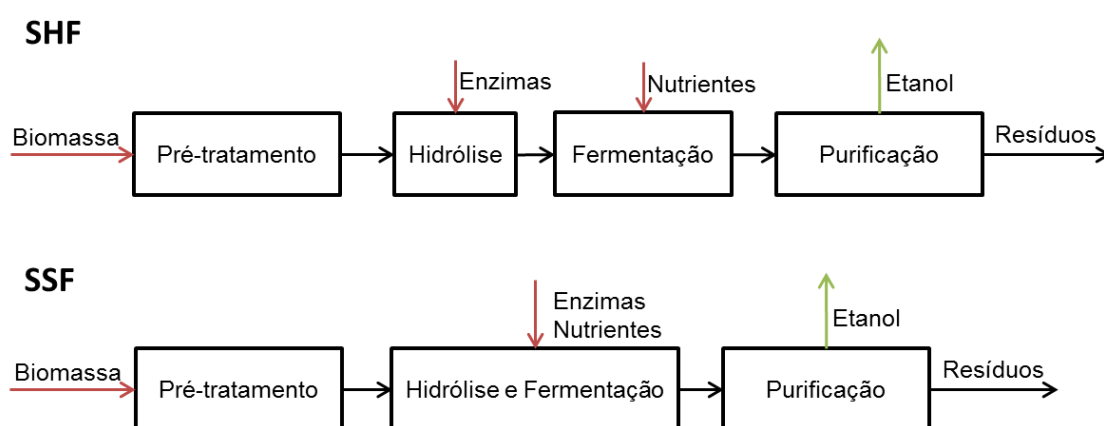 SHF
Enzimas
Nutrientes
Etanol
Biomassa
Pré-tratamento
Hidrólise
Fermentação
Purificação
Resíduos
SSF
Enzimas
Nutrientes
Etanol
Biomassa
Pré-tratamento
Hidrólise e Fermentação
Purificação
Resíduos